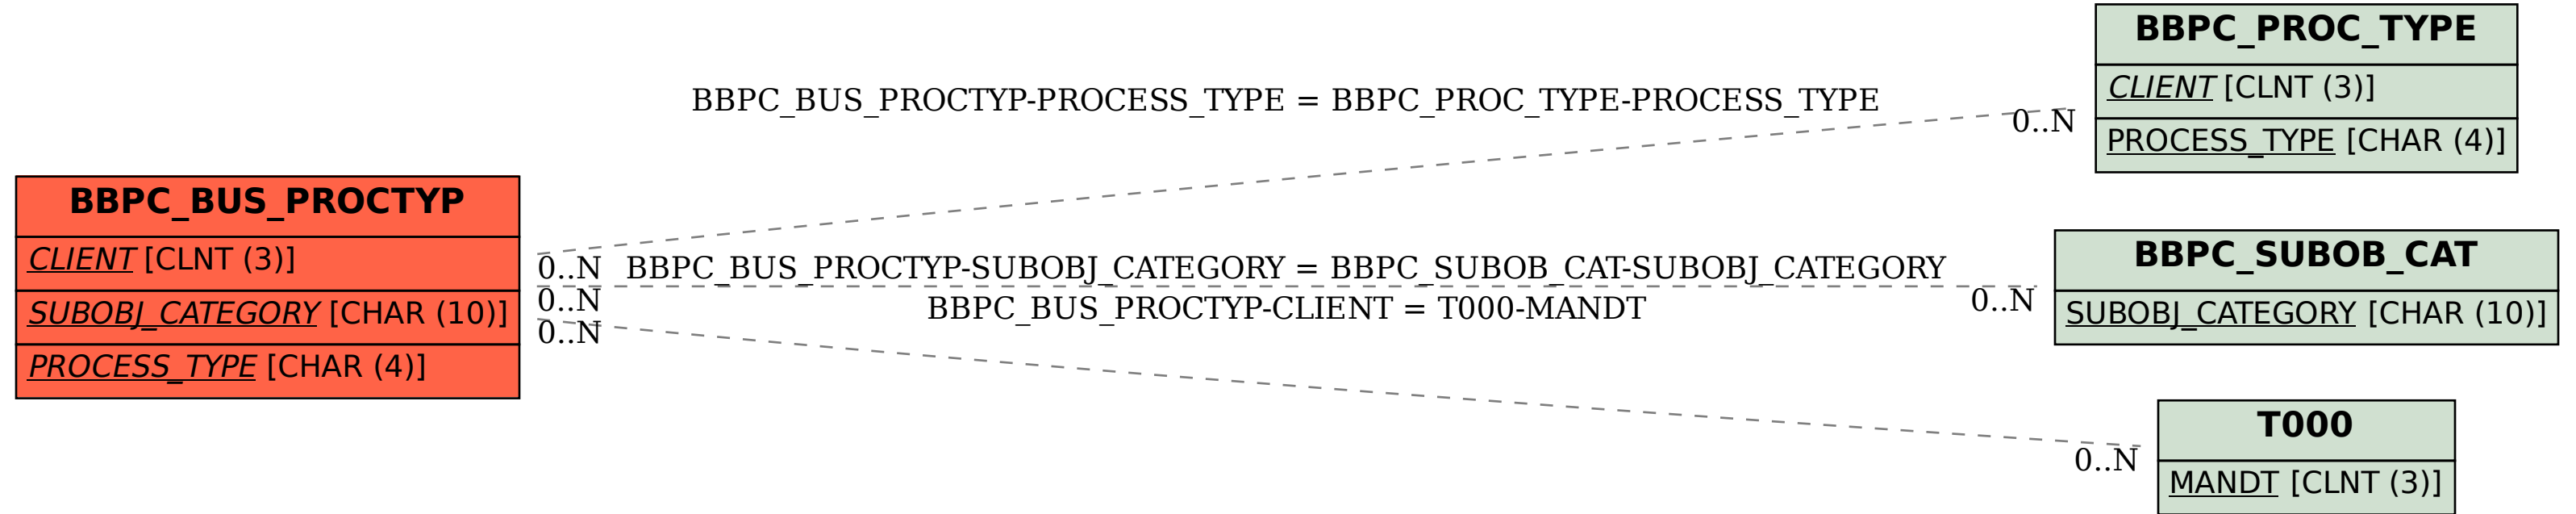 BBPC_PROC_TYPE
CLIENT [CLNT (3)]
PROCESS_TYPE [CHAR (4)]
BBPC_BUS_PROCTYP-PROCESS_TYPE = BBPC_PROC_TYPE-PROCESS_TYPE
0..N
BBPC_BUS_PROCTYP
CLIENT [CLNT (3)]
SUBOBJ_CATEGORY [CHAR (10)]
PROCESS_TYPE [CHAR (4)]
0..N
BBPC_BUS_PROCTYP-SUBOBJ_CATEGORY = BBPC_SUBOB_CAT-SUBOBJ_CATEGORY
0..N
BBPC_BUS_PROCTYP-CLIENT = T000-MANDT
0..N
0..N
BBPC_SUBOB_CAT
SUBOBJ_CATEGORY [CHAR (10)]
0..N
T000
MANDT [CLNT (3)]